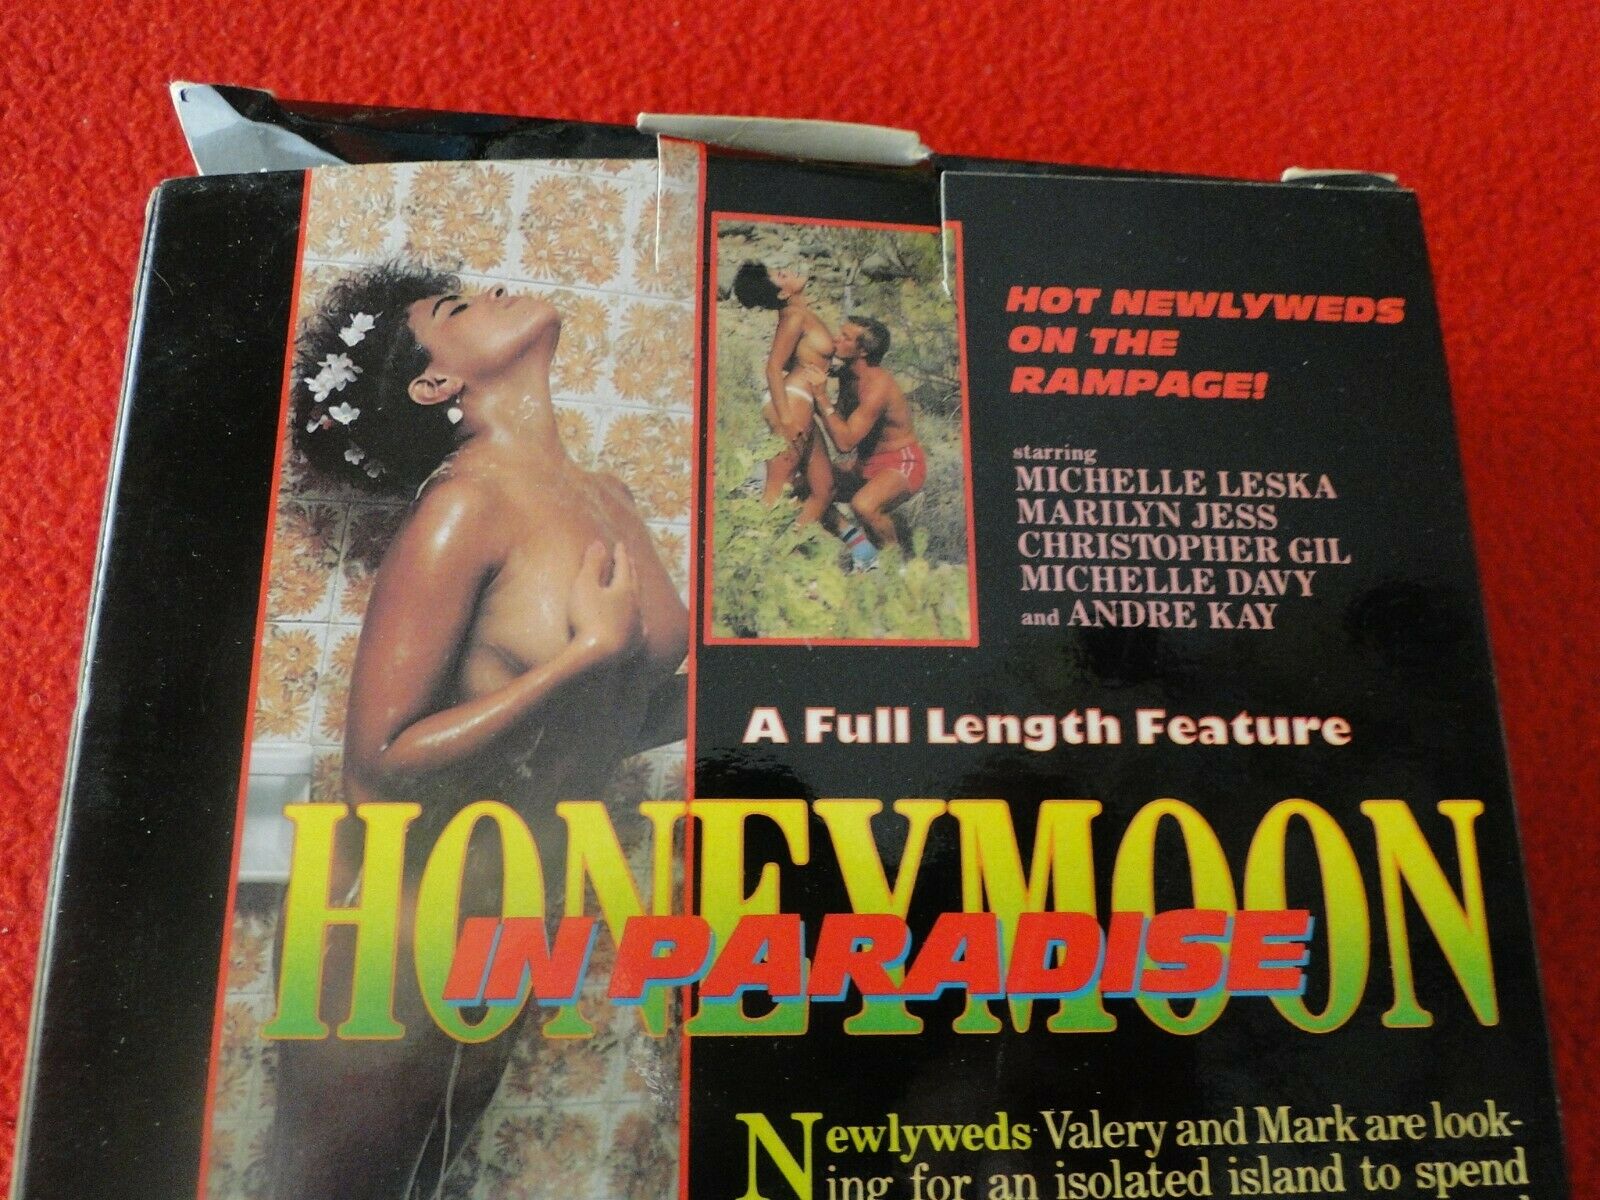 HOT NEWLYWEDS
ON THE
RAMPAGE!
starring
MICHELLE LESKA
MARILYN JESS
CHRISTOPHER GIL
MICHELLE DAVY
and ANDRE KAY
A Full Length Feature
HONEYMOON
IN PARADISE
Newlyweds Valery and Mark are look-
ing for an isolated island to spend